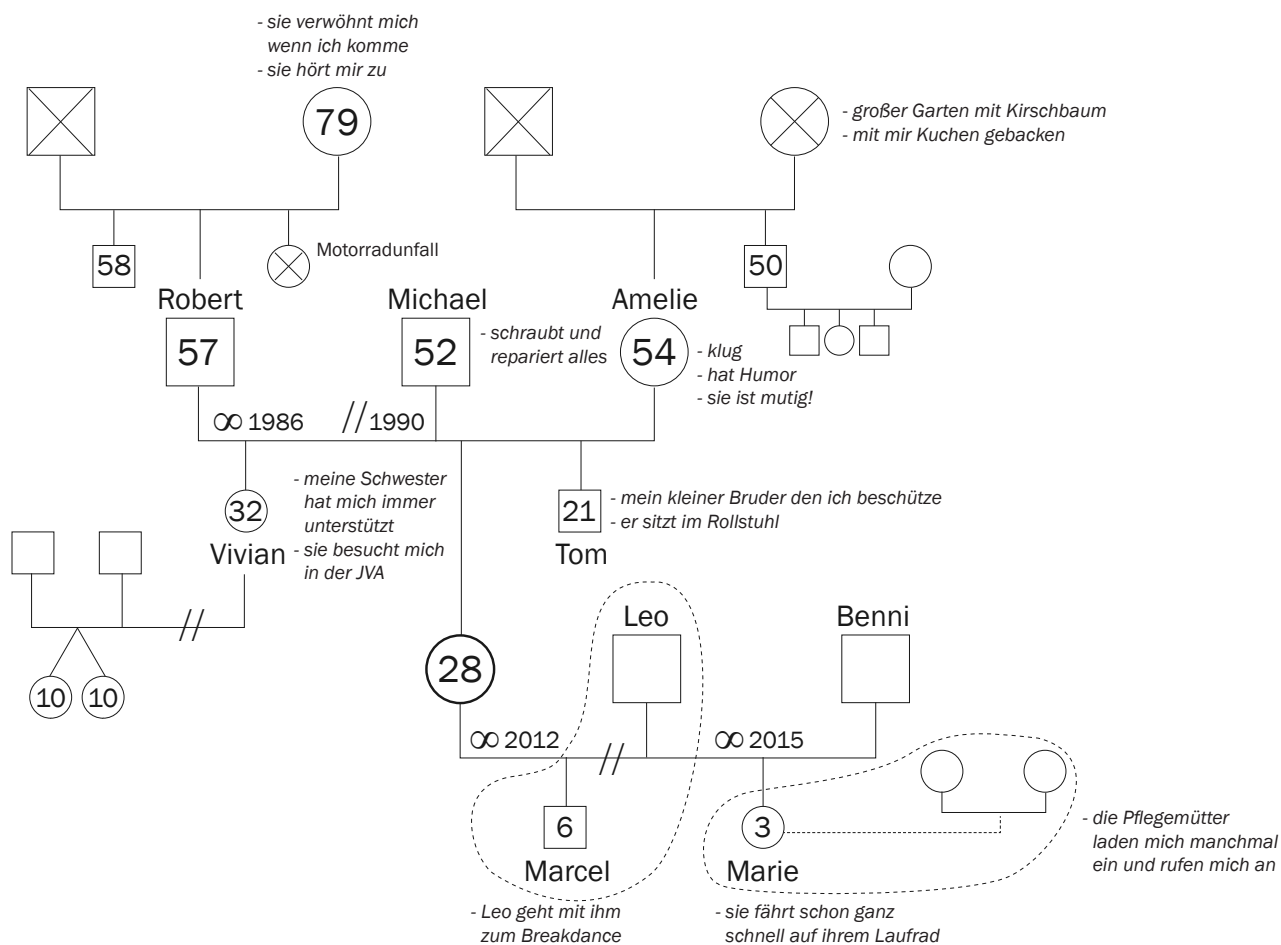 - sie verwöhnt mich
wenn ich komme
- sie hört mir zu
79
- großer Garten mit Kirschbaum
- mit mir Kuchen gebacken
58
Motorradunfall
50
Robert
Michael
Amelie
57
52
- schraubt und
repariert alles
54
- klug
- hat Humor
- sie ist mutig!
∞ 1986
// 1990
- meine Schwester
hat mich immer
unterstützt
- sie besucht mich
in der JVA
32
Vivian
21
Tom
- mein kleiner Bruder den ich beschütze
- er sitzt im Rollstuhl
//
10
10
28
Leo
Benni
∞ 2012
//
∞ 2015
6
Marcel
3
Marie
- die Pflegemütter
laden mich manchmal
ein und rufen mich an
- Leo geht mit ihm
zum Breakdance
- sie fährt schon ganz
schnell auf ihrem Laufrad